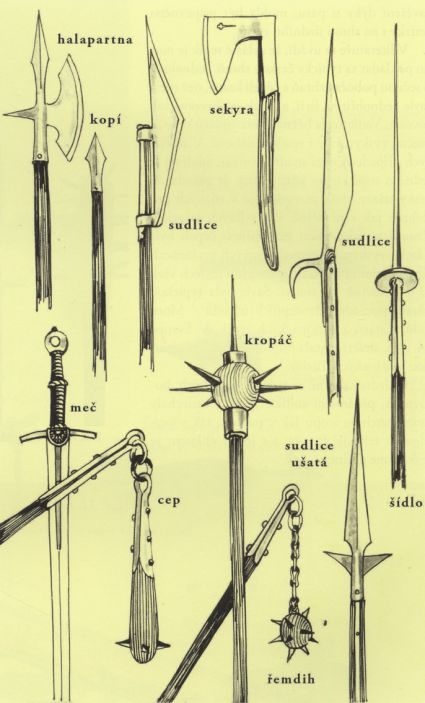 halapartna
kopí
sekyra
sudlice
sudlice
kropáč
meč
sudlice
ušatá
cep
šídlo
řemdih